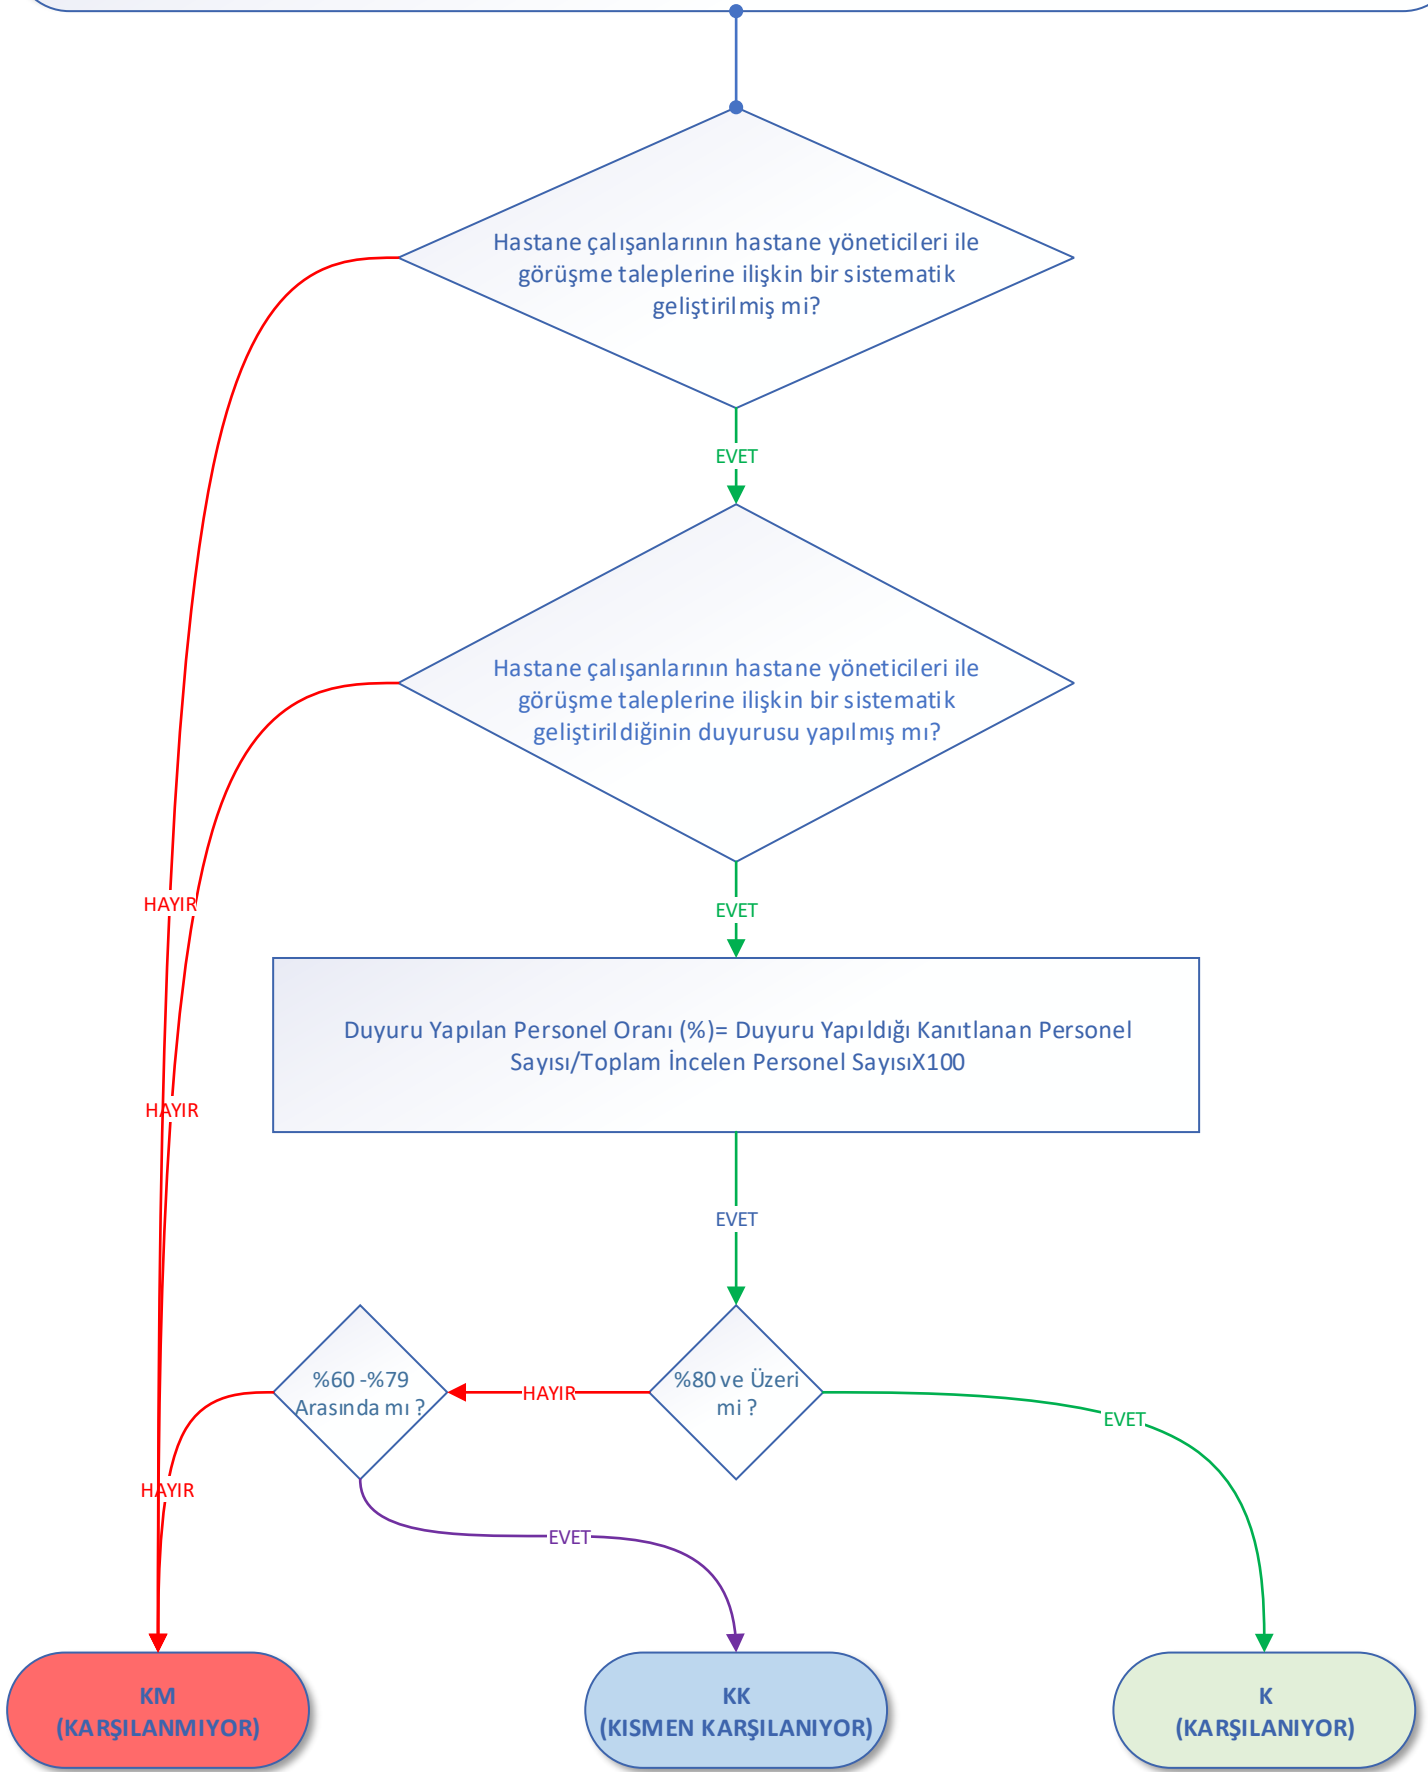 Hastane çalışanlarının hastane yöneticileri ile
görüşme taleplerine ilişkin bir sistematik
geliştirilmiş mi?
EVET
Hastane çalışanlarının hastane yöneticileri ile
görüşme taleplerine ilişkin bir sistematik
geliştirildiğinin duyurusu yapılmış mı?
HAYIR
EVET
Duyuru Yapılan Personel Oranı (%)= Duyuru Yapıldığı Kanıtlanan Personel
Sayısı/Toplam İncelen Personel SayısıX100
HAYIR
EVET
%60 -%79
Arasında mı ?
HAYIR
%80 ve Üzeri
mi ?
EVET
HAYIR
EVET
KM
(KARŞILANMIYOR)
KK
(KISMEN KARŞILANIYOR)
K
(KARŞILANIYOR)